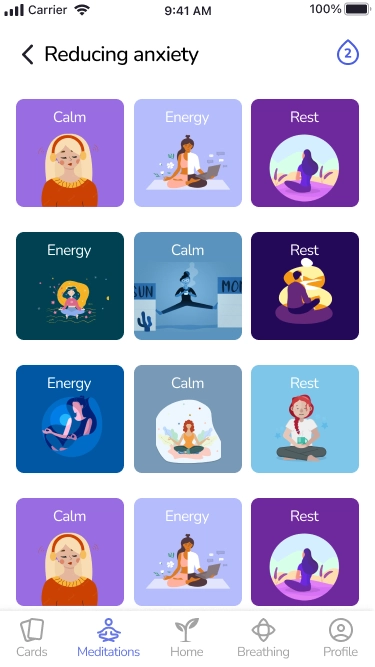 Carrier 9:41 AM 100%
Reducing anxiety 2
Calm Energy Rest
Energy Calm Rest
SUN MO
Energy Calm Rest
Calm Energy Rest
Cards Meditations Home Breathing Profile